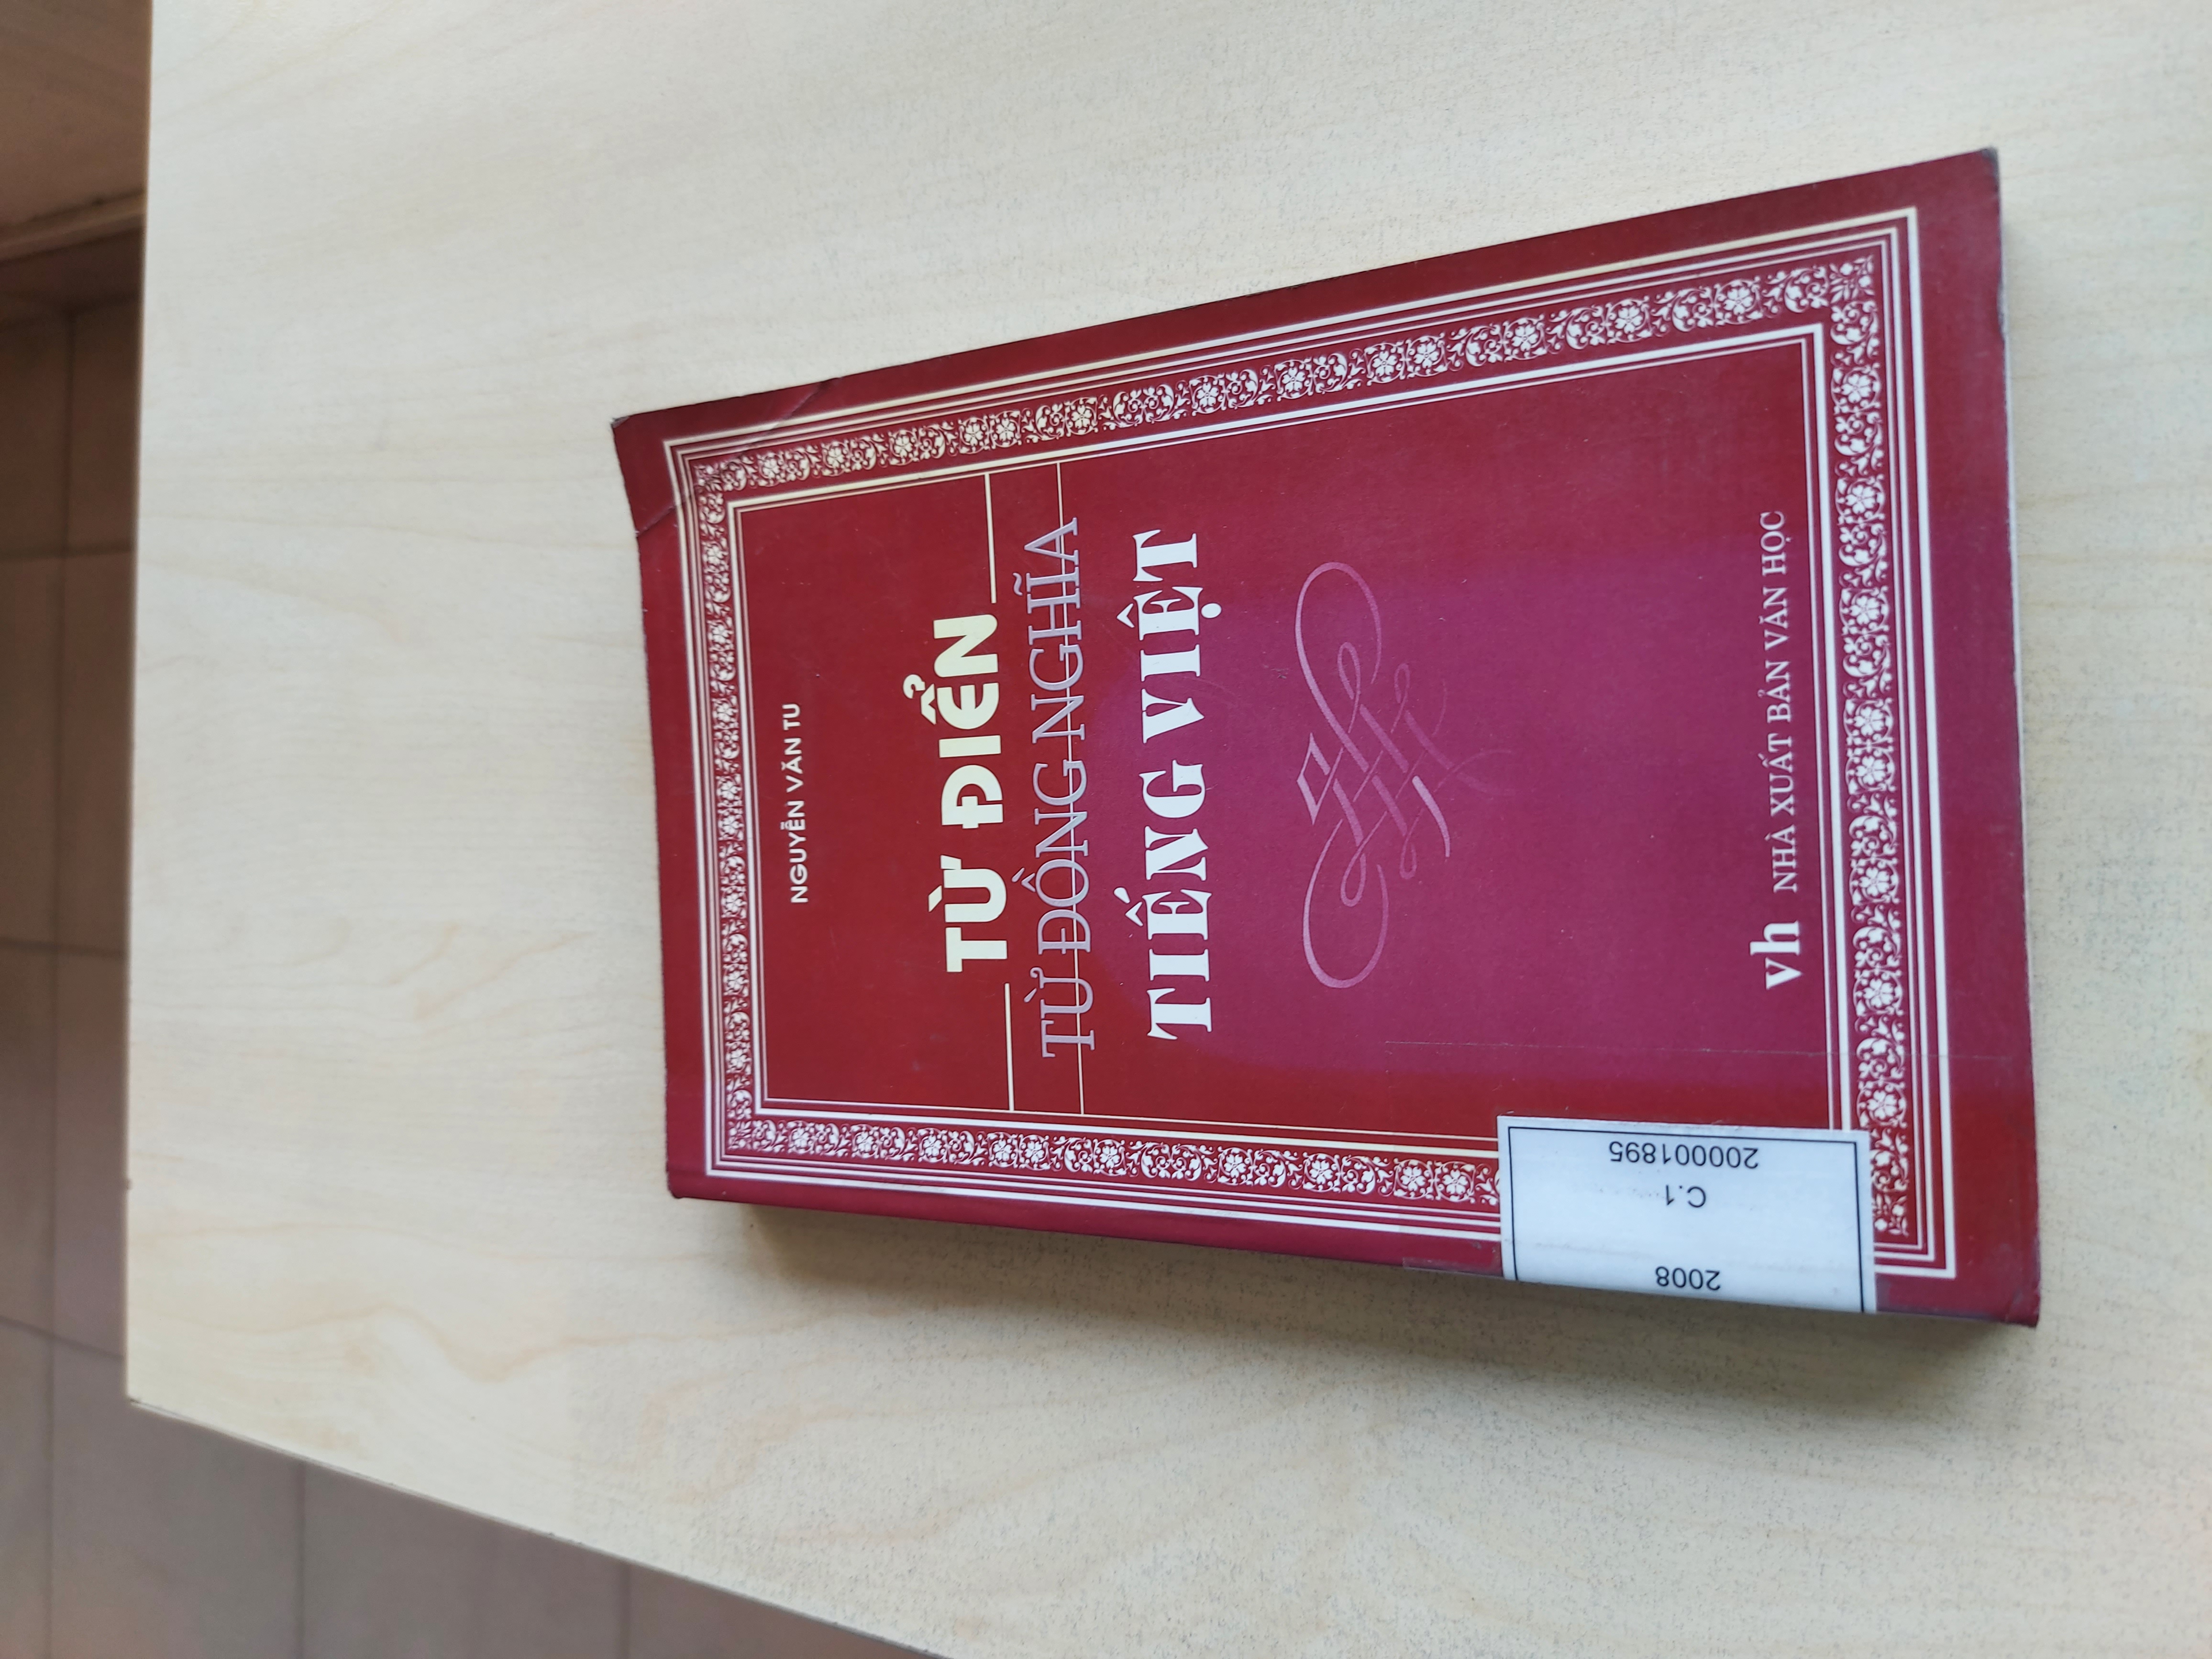 NGUYỄN VĂN TU
TỪ ĐIỂN
TỪ ĐỒNG NGHĨA
TIẾNG VIỆT
vh NHÀ XUẤT BẢN VĂN HỌC
2008
C.1
200001895